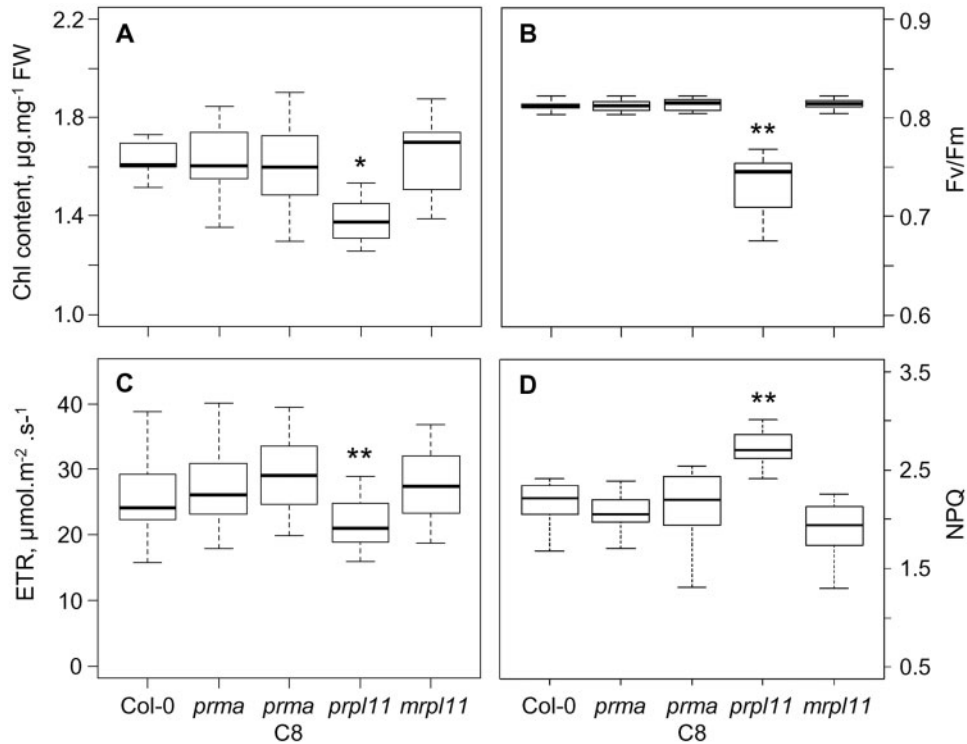 A
B
Chl content, µg.mg⁻¹ FW
2.2
1.8
1.4
1.0
*
**
0.9
0.8
0.7
0.6
Fv/Fm
C
D
ETR, µmol.m⁻² .s-¹
40
30
20
10
0
**
**
3.5
2.5
1.5
0.5
NPQ
Col-0 prma prma prpl11 mrpl11
C8
Col-0 prma prma prpl11 mrpl11
C8